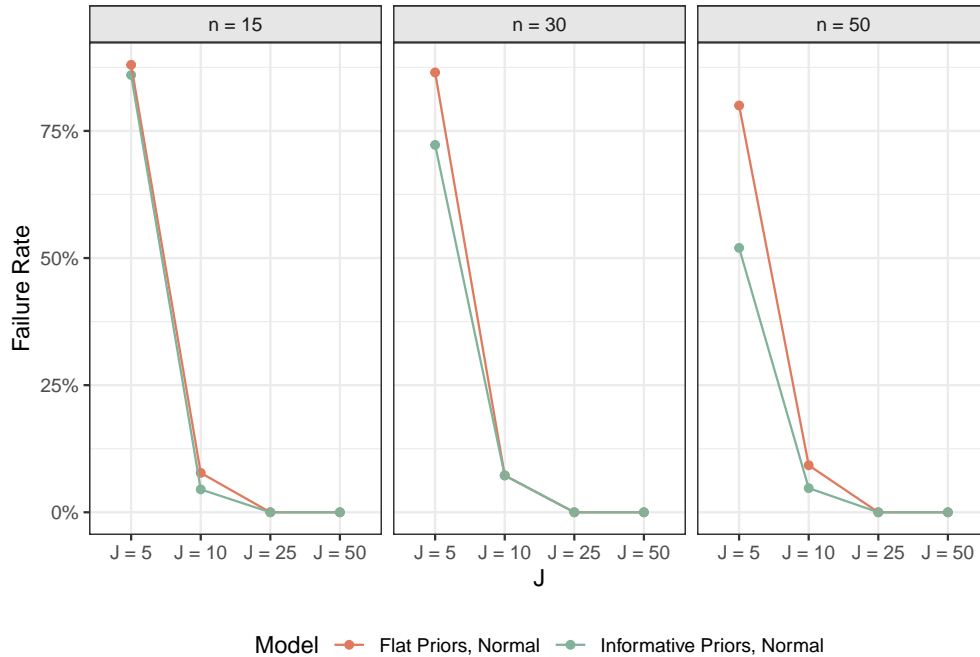 n = 15
n = 30
n = 50
Failure Rate
75%
50%
25%
0%
J = 5 J = 10 J = 25 J = 50
J = 5 J = 10 J = 25 J = 50
J = 5 J = 10 J = 25 J = 50
J
Model Flat Priors, Normal Informative Priors, Normal